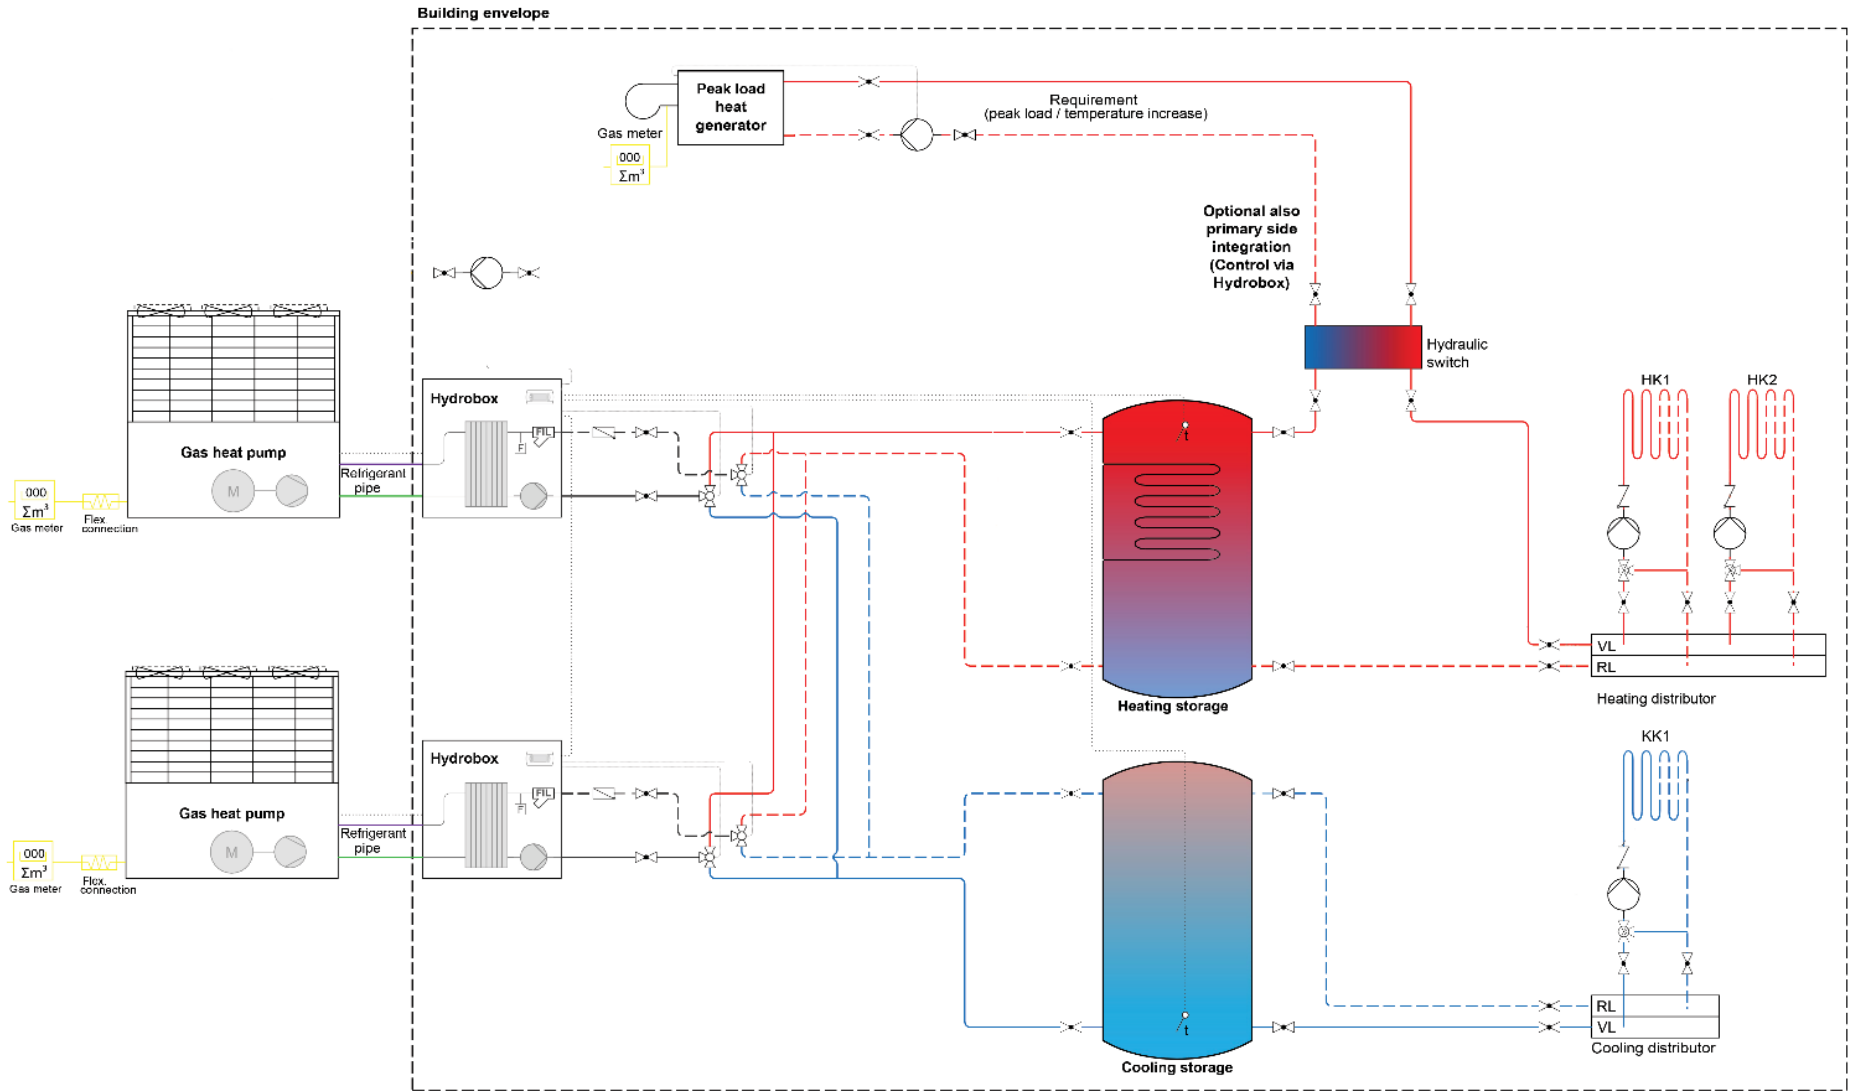 Building envelope
Peak load
heat
generator
Gas meter
000
Σm³
Requirement
(peak load / temperature increase)
Optional also
primary side
integration
(Control via
Hydrobox)
Hydraulic
switch
Gas heat pump
M
000
Σm³
Gas meter
Flex.
connection
Refrigerant
pipe
Hydrobox
FIL
F
t
Heating storage
HK1
HK2
VL
RL
Heating distributor
Gas heat pump
M
000
Σm³
Gas meter
Flex.
connection
Refrigerant
pipe
Hydrobox
FIL
F
t
Cooling storage
KK1
RL
VL
Cooling distributor